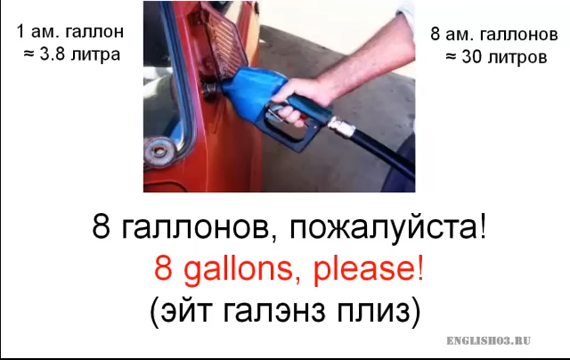 1 ам. галлон
≈ 3.8 литра
8 ам. галлонов
≈ 30 литров
8 галлонов, пожалуйста!
8 gallons, please!
(эйт галэнз плиз)
ENGLISH03.RU